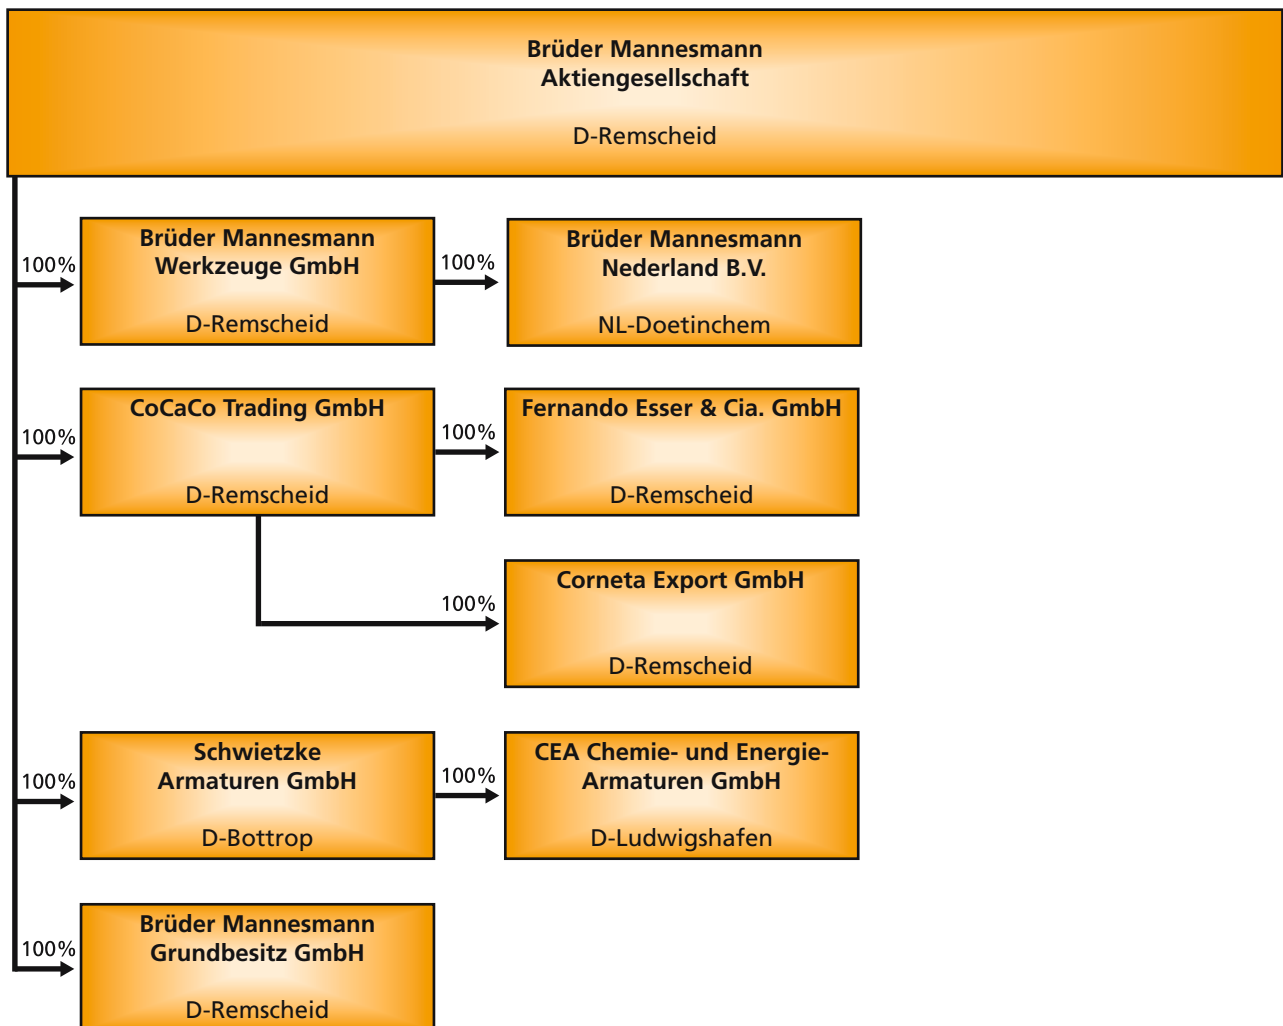 Brüder Mannesmann
Aktiengesellschaft
D-Remscheid
100%
Brüder Mannesmann
Werkzeuge GmbH
D-Remscheid
100%
Brüder Mannesmann
Nederland B.V.
NL-Doetinchem
100%
CoCaCo Trading GmbH
D-Remscheid
100%
Fernando Esser & Cia. GmbH
D-Remscheid
100%
Corneta Export GmbH
D-Remscheid
100%
Schwietzke
Armaturen GmbH
D-Bottrop
100%
CEA Chemie- und Energie-
Armaturen GmbH
D-Ludwigshafen
100%
Brüder Mannesmann
Grundbesitz GmbH
D-Remscheid